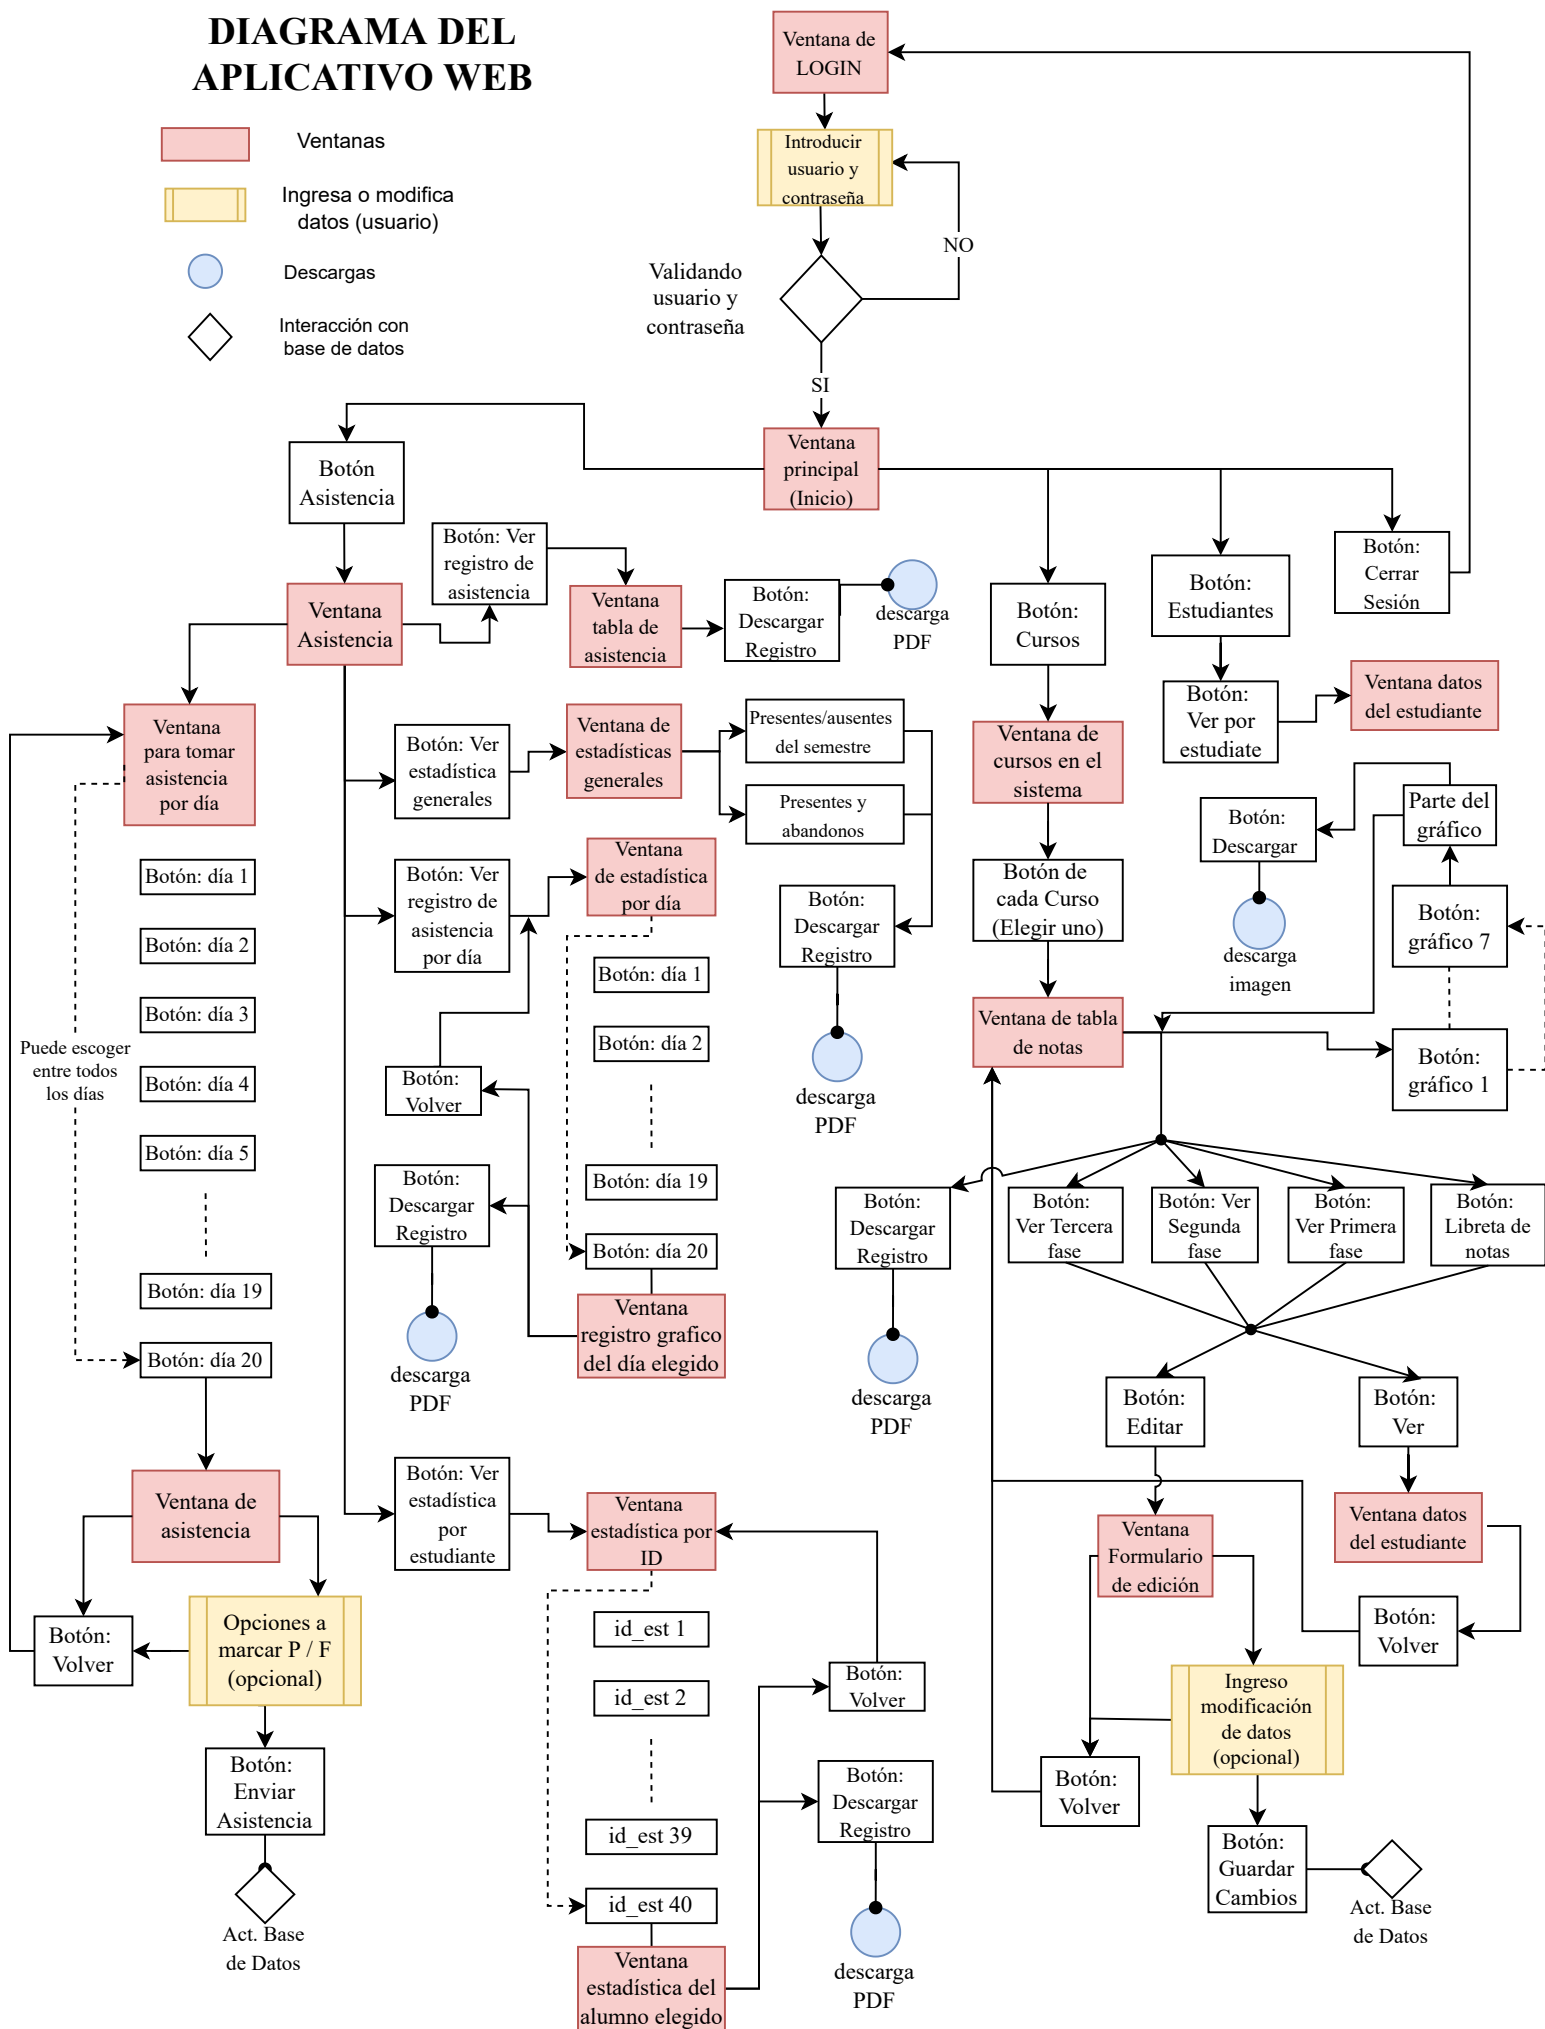 DIAGRAMA DEL
APLICATIVO WEB
Ventanas
Ingresa o modifica
datos (usuario)
Descargas
Interacción con
base de datos
Ventana de
LOGIN
Introducir
usuario y
contraseña
NO
Validando
usuario y
contraseña
SI
Ventana
principal
(Inicio)
Botón
Asistencia
Botón: Ver
registro de
asistencia
Ventana
Asistencia
Ventana
tabla de
asistencia
Botón:
Descargar
Registro
descarga
PDF
Botón:
Cursos
Botón:
Estudiantes
Botón:
Cerrar
Sesión
Botón:
Ver por
estudiate
Ventana datos
del estudiante
Ventana
para tomar
asistencia
por día
Botón: Ver
estadística
generales
Ventana de
estadísticas
generales
Presentes/ausentes
del semestre
Presentes y
abandonos
Ventana de
cursos en el
sistema
Botón:
Descargar
Parte del
gráfico
Botón: día 1
Botón: día 2
Botón: día 3
Botón: día 4
Botón: día 5
Botón: día 19
Botón: día 20
Puede escoger
entre todos
los días
Botón: Ver
registro de
asistencia
por día
Ventana
de estadística
por día
Botón:
Descargar
Registro
descarga
PDF
Botón de
cada Curso
(Elegir uno)
Botón:
gráfico 7
descarga
imagen
Botón: día 1
Botón: día 2
Botón: día 19
Botón: día 20
Ventana de tabla
de notas
Botón:
gráfico 1
Botón:
Volver
Botón:
Descargar
Registro
descarga
PDF
Ventana
registro grafico
del día elegido
Botón:
Descargar
Registro
descarga
PDF
Botón:
Ver Tercera
fase
Botón: Ver
Segunda
fase
Botón:
Ver Primera
fase
Botón:
Libreta de
notas
Botón:
Editar
Botón:
Ver
Ventana de
asistencia
Botón: Ver
estadística
por
estudiante
Ventana
estadística por
ID
Ventana
Formulario
de edición
Ventana datos
del estudiante
Botón:
Volver
Opciones a
marcar P / F
(opcional)
id_est 1
id_est 2
id_est 39
id_est 40
Botón:
Volver
Botón:
Volver
Ingreso
modificación
de datos
(opcional)
Botón:
Enviar
Asistencia
Botón:
Descargar
Registro
Botón:
Volver
Botón:
Guardar
Cambios
Act. Base
de Datos
Act. Base
de Datos
Ventana
estadística del
alumno elegido
descarga
PDF